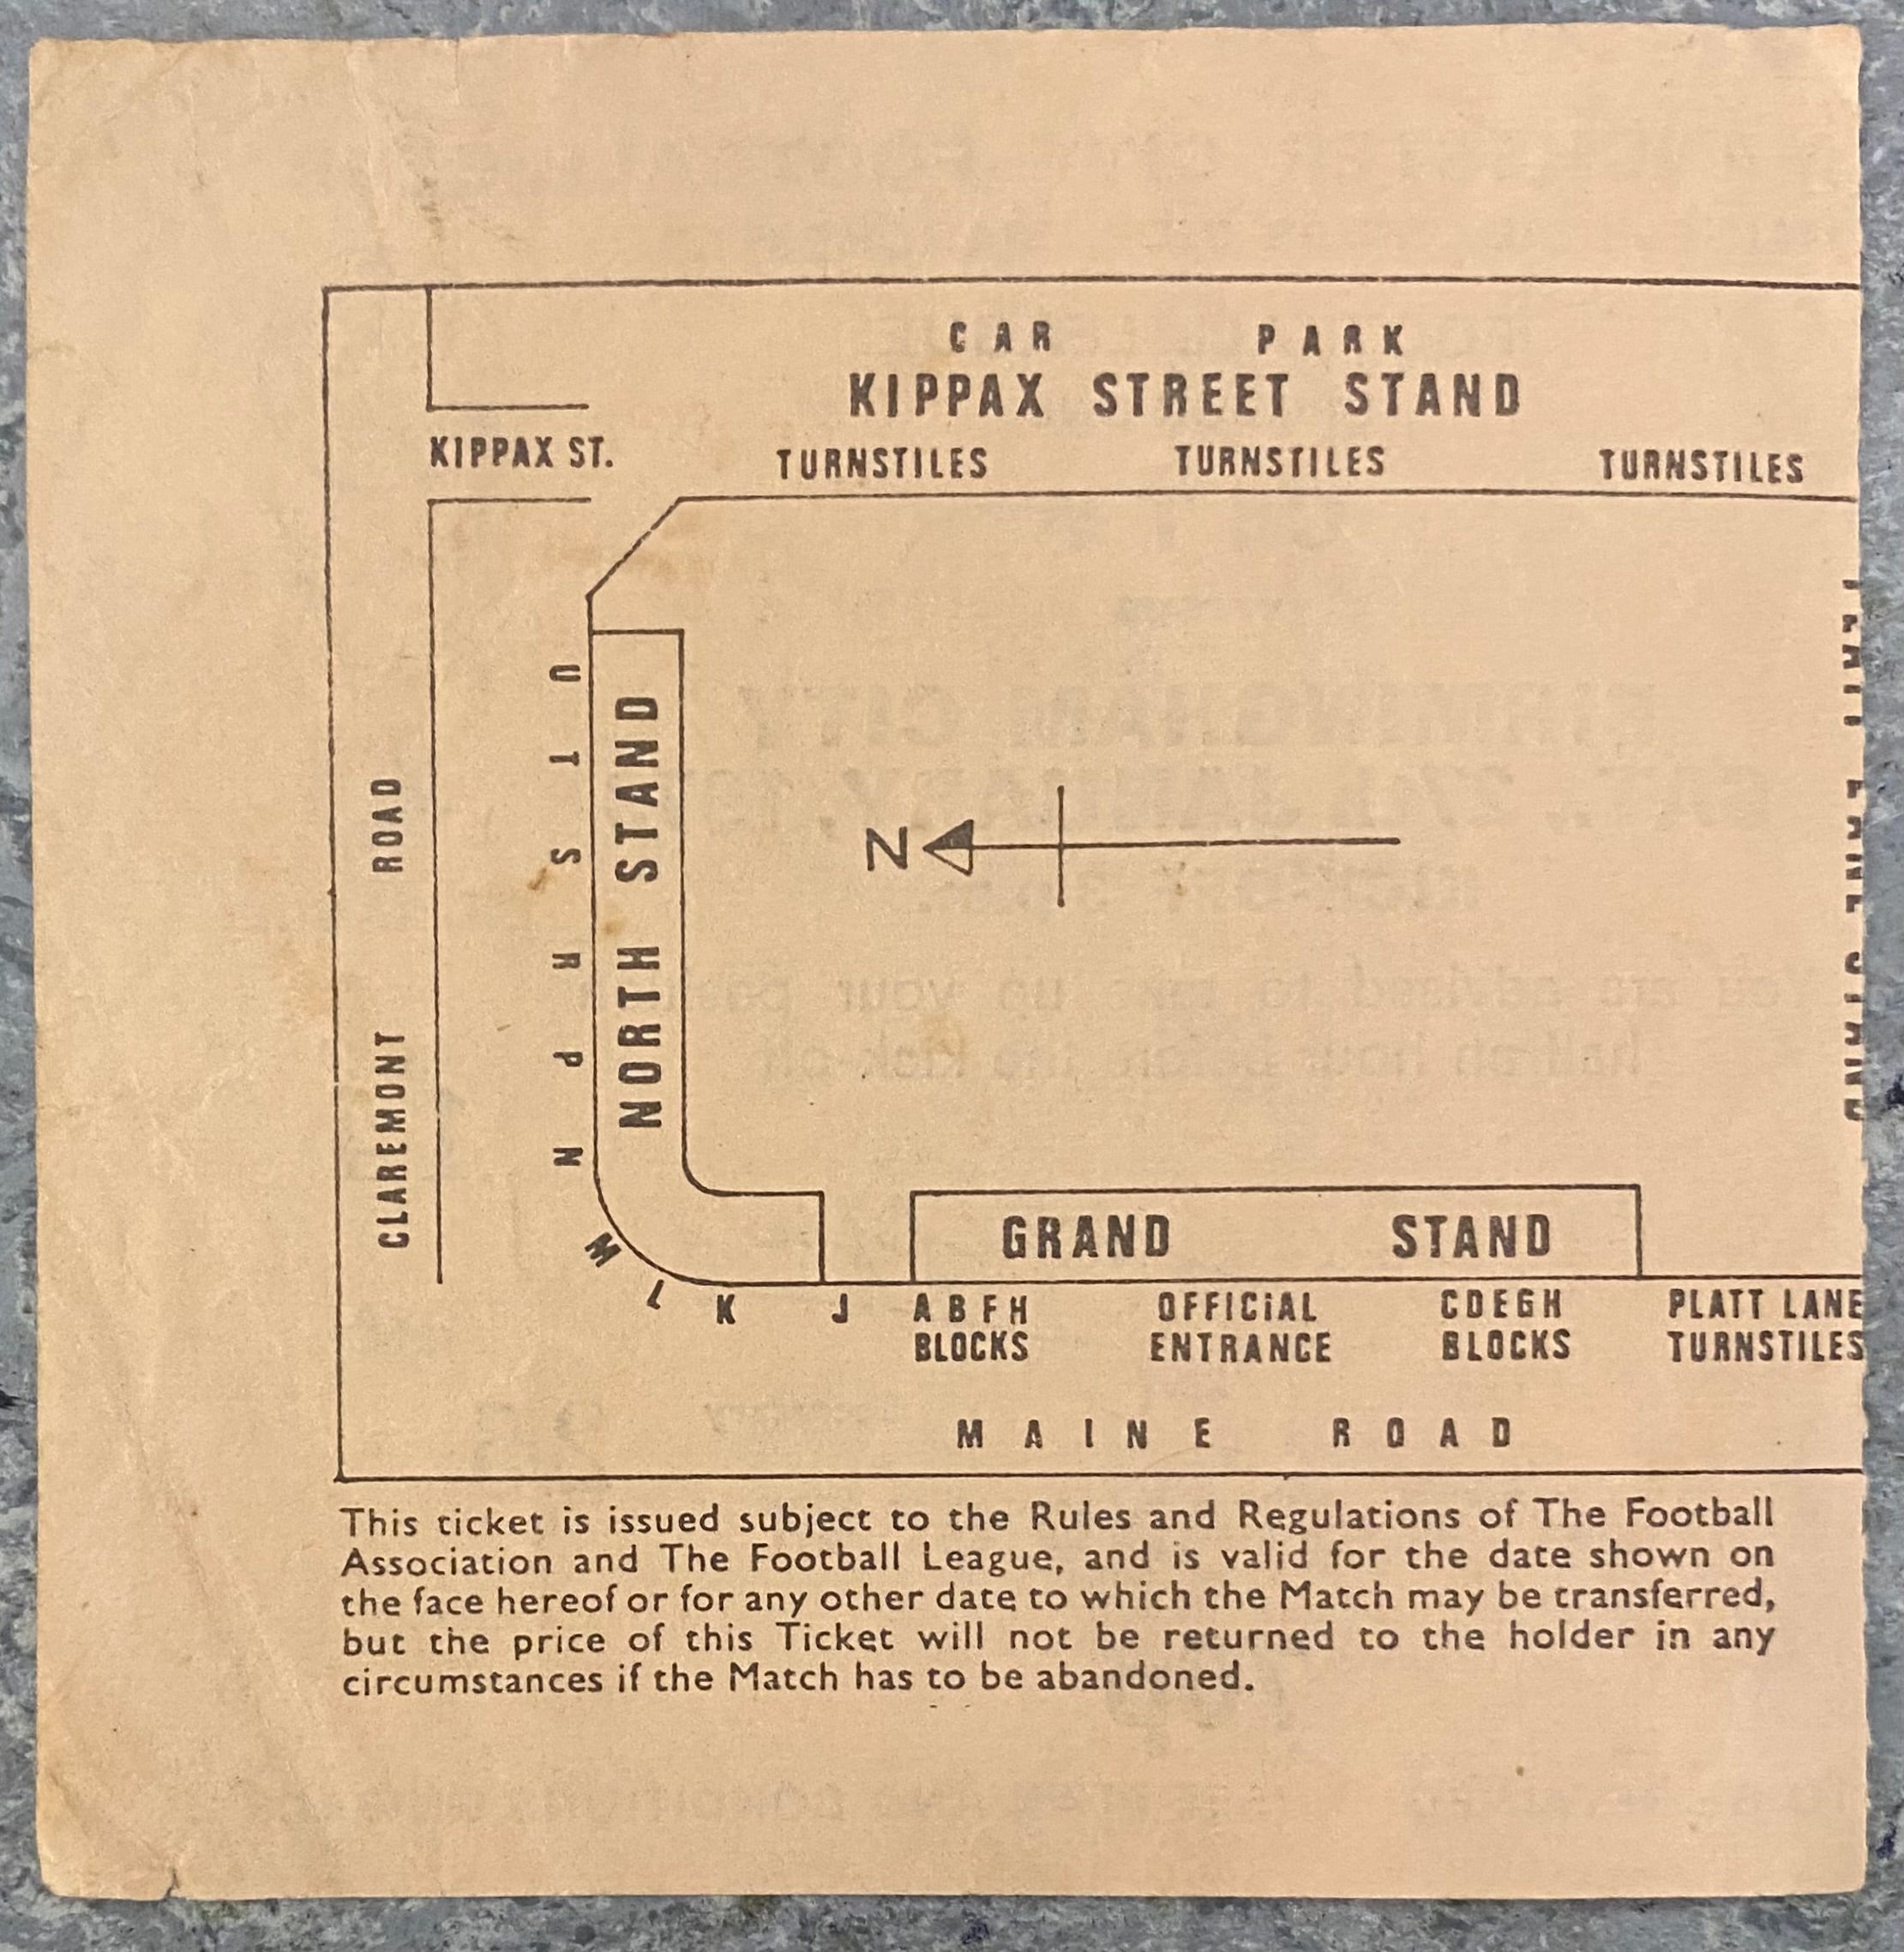 CAR PARK
KIPPAX STREET STAND
KIPPAX ST.
TURNSTILES TURNSTILES TURNSTILES
CLAREMONT ROAD
U
T
S
R
P
N
M
L
K
J
NORTH STAND
N
PLATT LANE STAND
GRAND STAND
A B F H
BLOCKS
OFFICiAL
ENTRANCE
CDEGH
BLOCKS
PLATT LANE
TURNSTILES
MAINE ROAD
This ticket is issued subject to the Rules and Regulations of The Football
Association and The Football League, and is valid for the date shown on
the face hereof or for any other date to which the Match may be transferred,
but the price of this Ticket will not be returned to the holder in any
circumstances if the Match has to be abandoned.